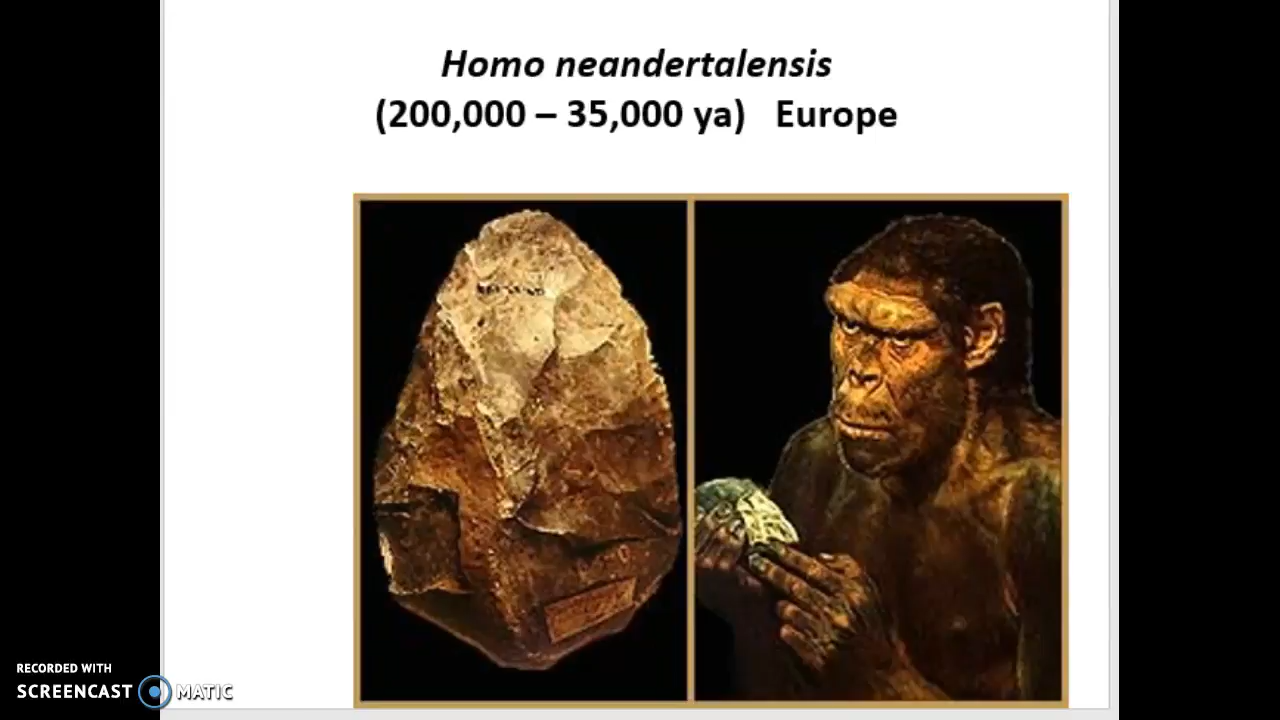 Homo neandertalensis
(200,000 – 35,000 ya) Europe
RECORDED WITH
SCREENCAST MATIC